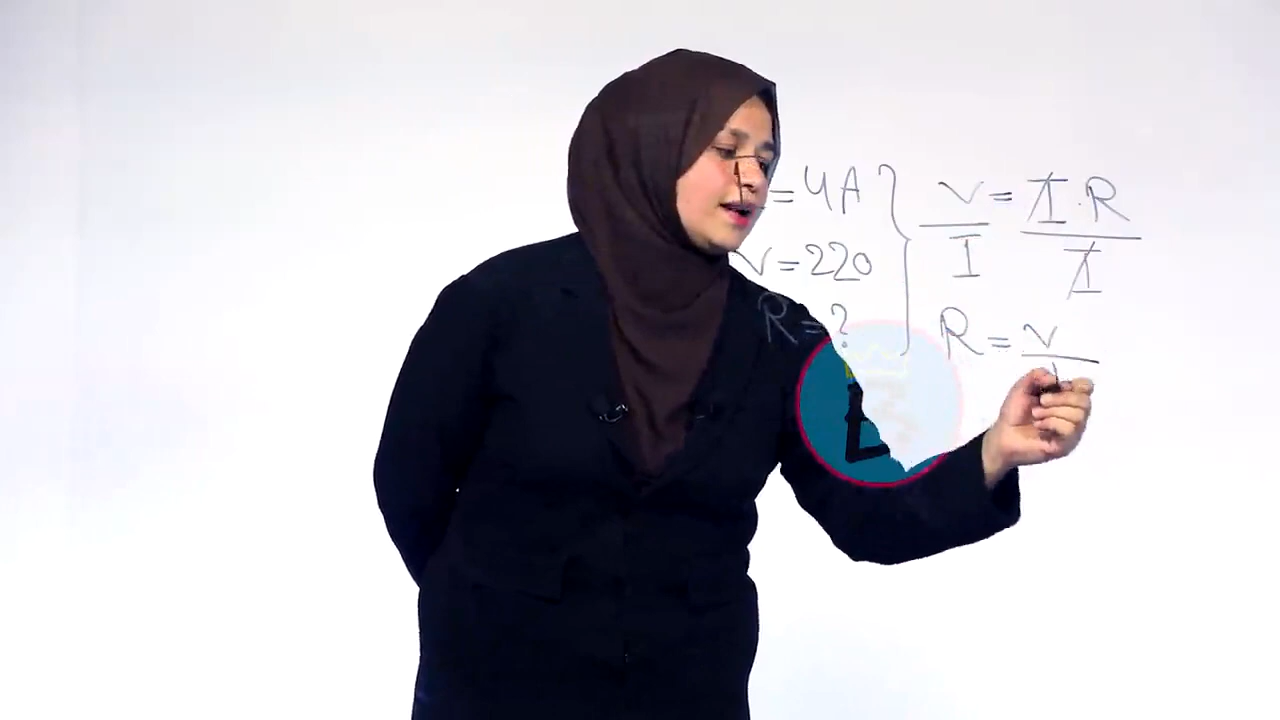 I = 4A
V = 220
R = ?
V/I = I.R/I
R = V/I